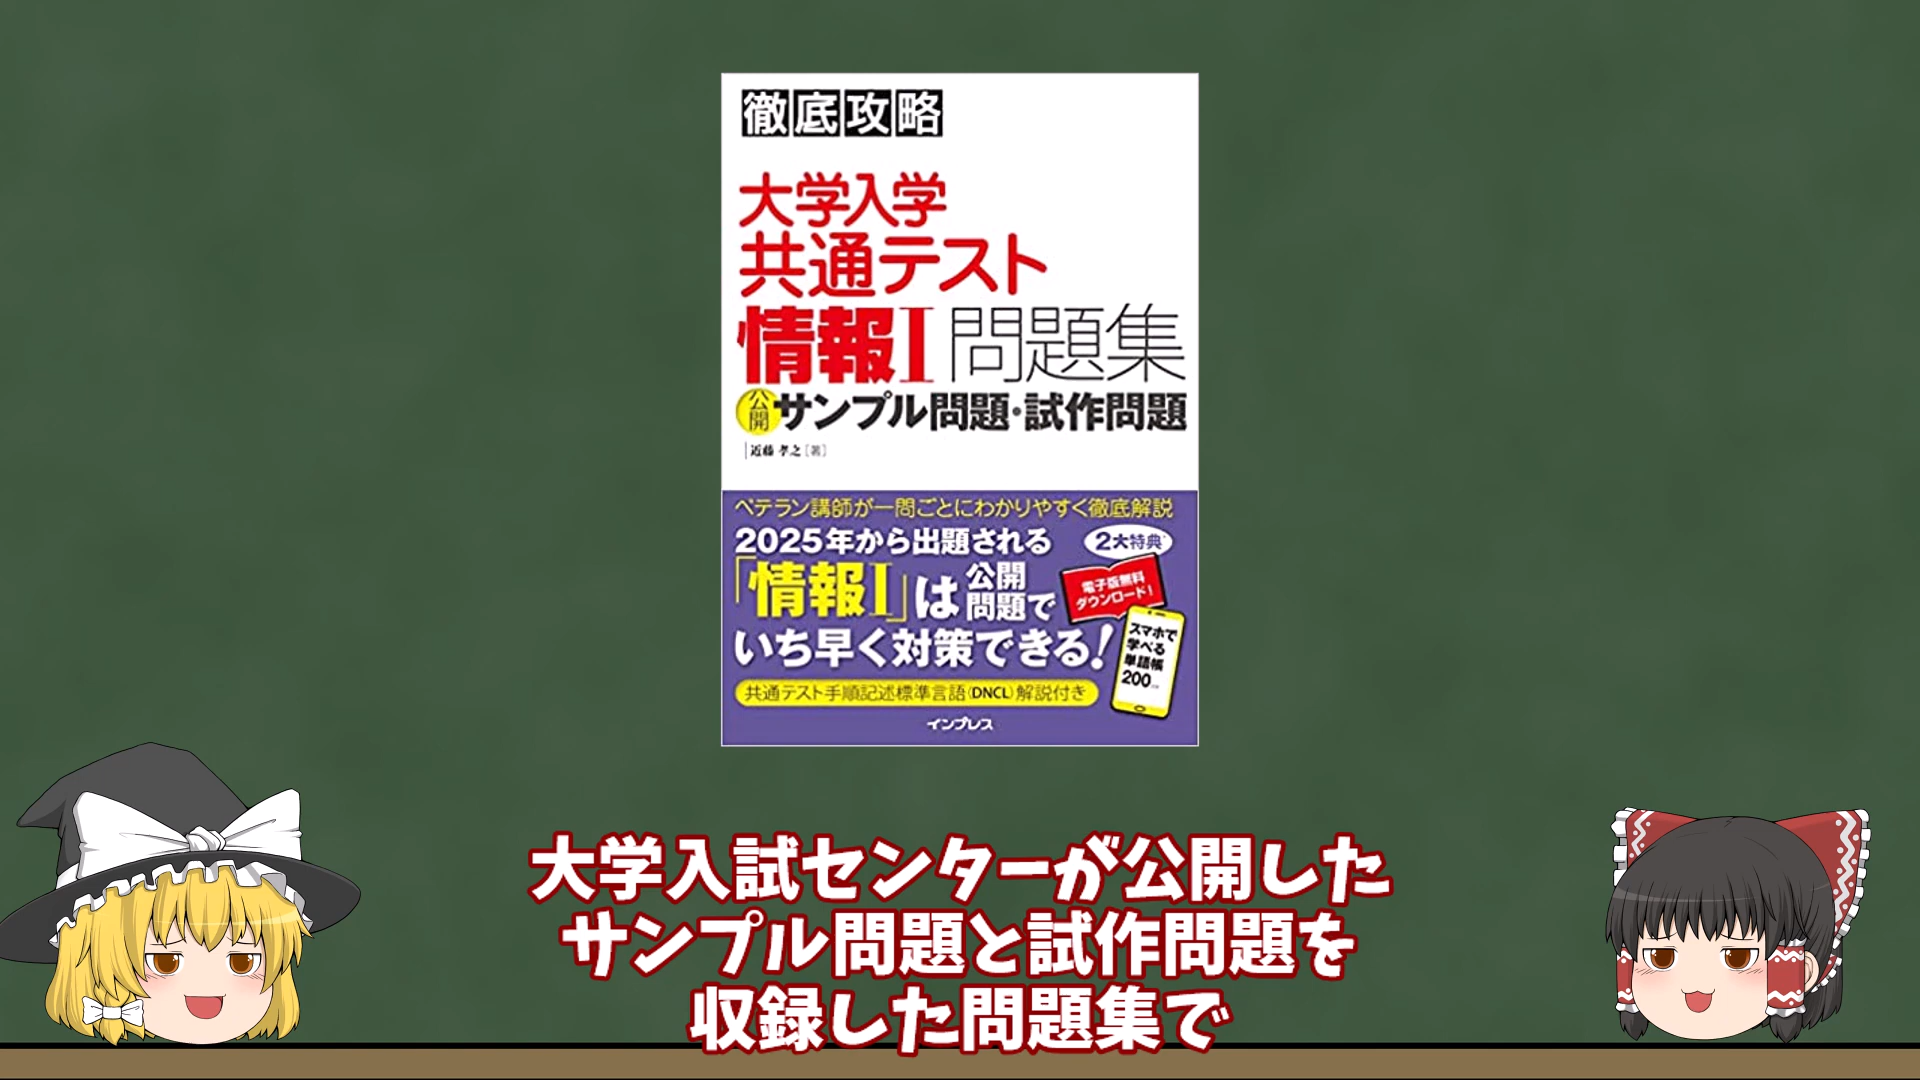 徹底攻略
大学入学
共通テスト
情報I 問題集
公開 サンプル問題・試作問題
近藤 孝之［著］
ベテラン講師が一問ごとにわかりやすく徹底解説
2025年から出題される
「情報I」は公開問題で
いち早く対策できる!
共通テスト手順記述標準言語(DNCL)解説付き
2大特典
電子版無料
ダウンロード!
スマホで
学べる
単語帳
200
インプレス
大学入試センターが公開した
サンプル問題と試作問題を
収録した問題集で